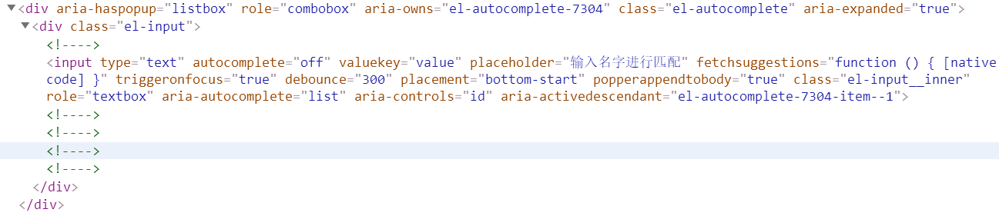 ▼<div aria-haspopup="listbox" role="combobox" aria-owns="el-autocomplete-7304" class="el-autocomplete" aria-expanded="true">
▼<div class="el-input">
<!---->
<input type="text" autocomplete="off" valuekey="value" placeholder="输入名字进行匹配" fetchsuggestions="function () { [native
code] }" triggeronfocus="true" debounce="300" placement="bottom-start" popperappendtobody="true" class="el-input__inner"
role="textbox" aria-autocomplete="list" aria-controls="id" aria-activedescendant="el-autocomplete-7304-item--1">
<!---->
<!---->
<!---->
<!---->
</div>
</div>